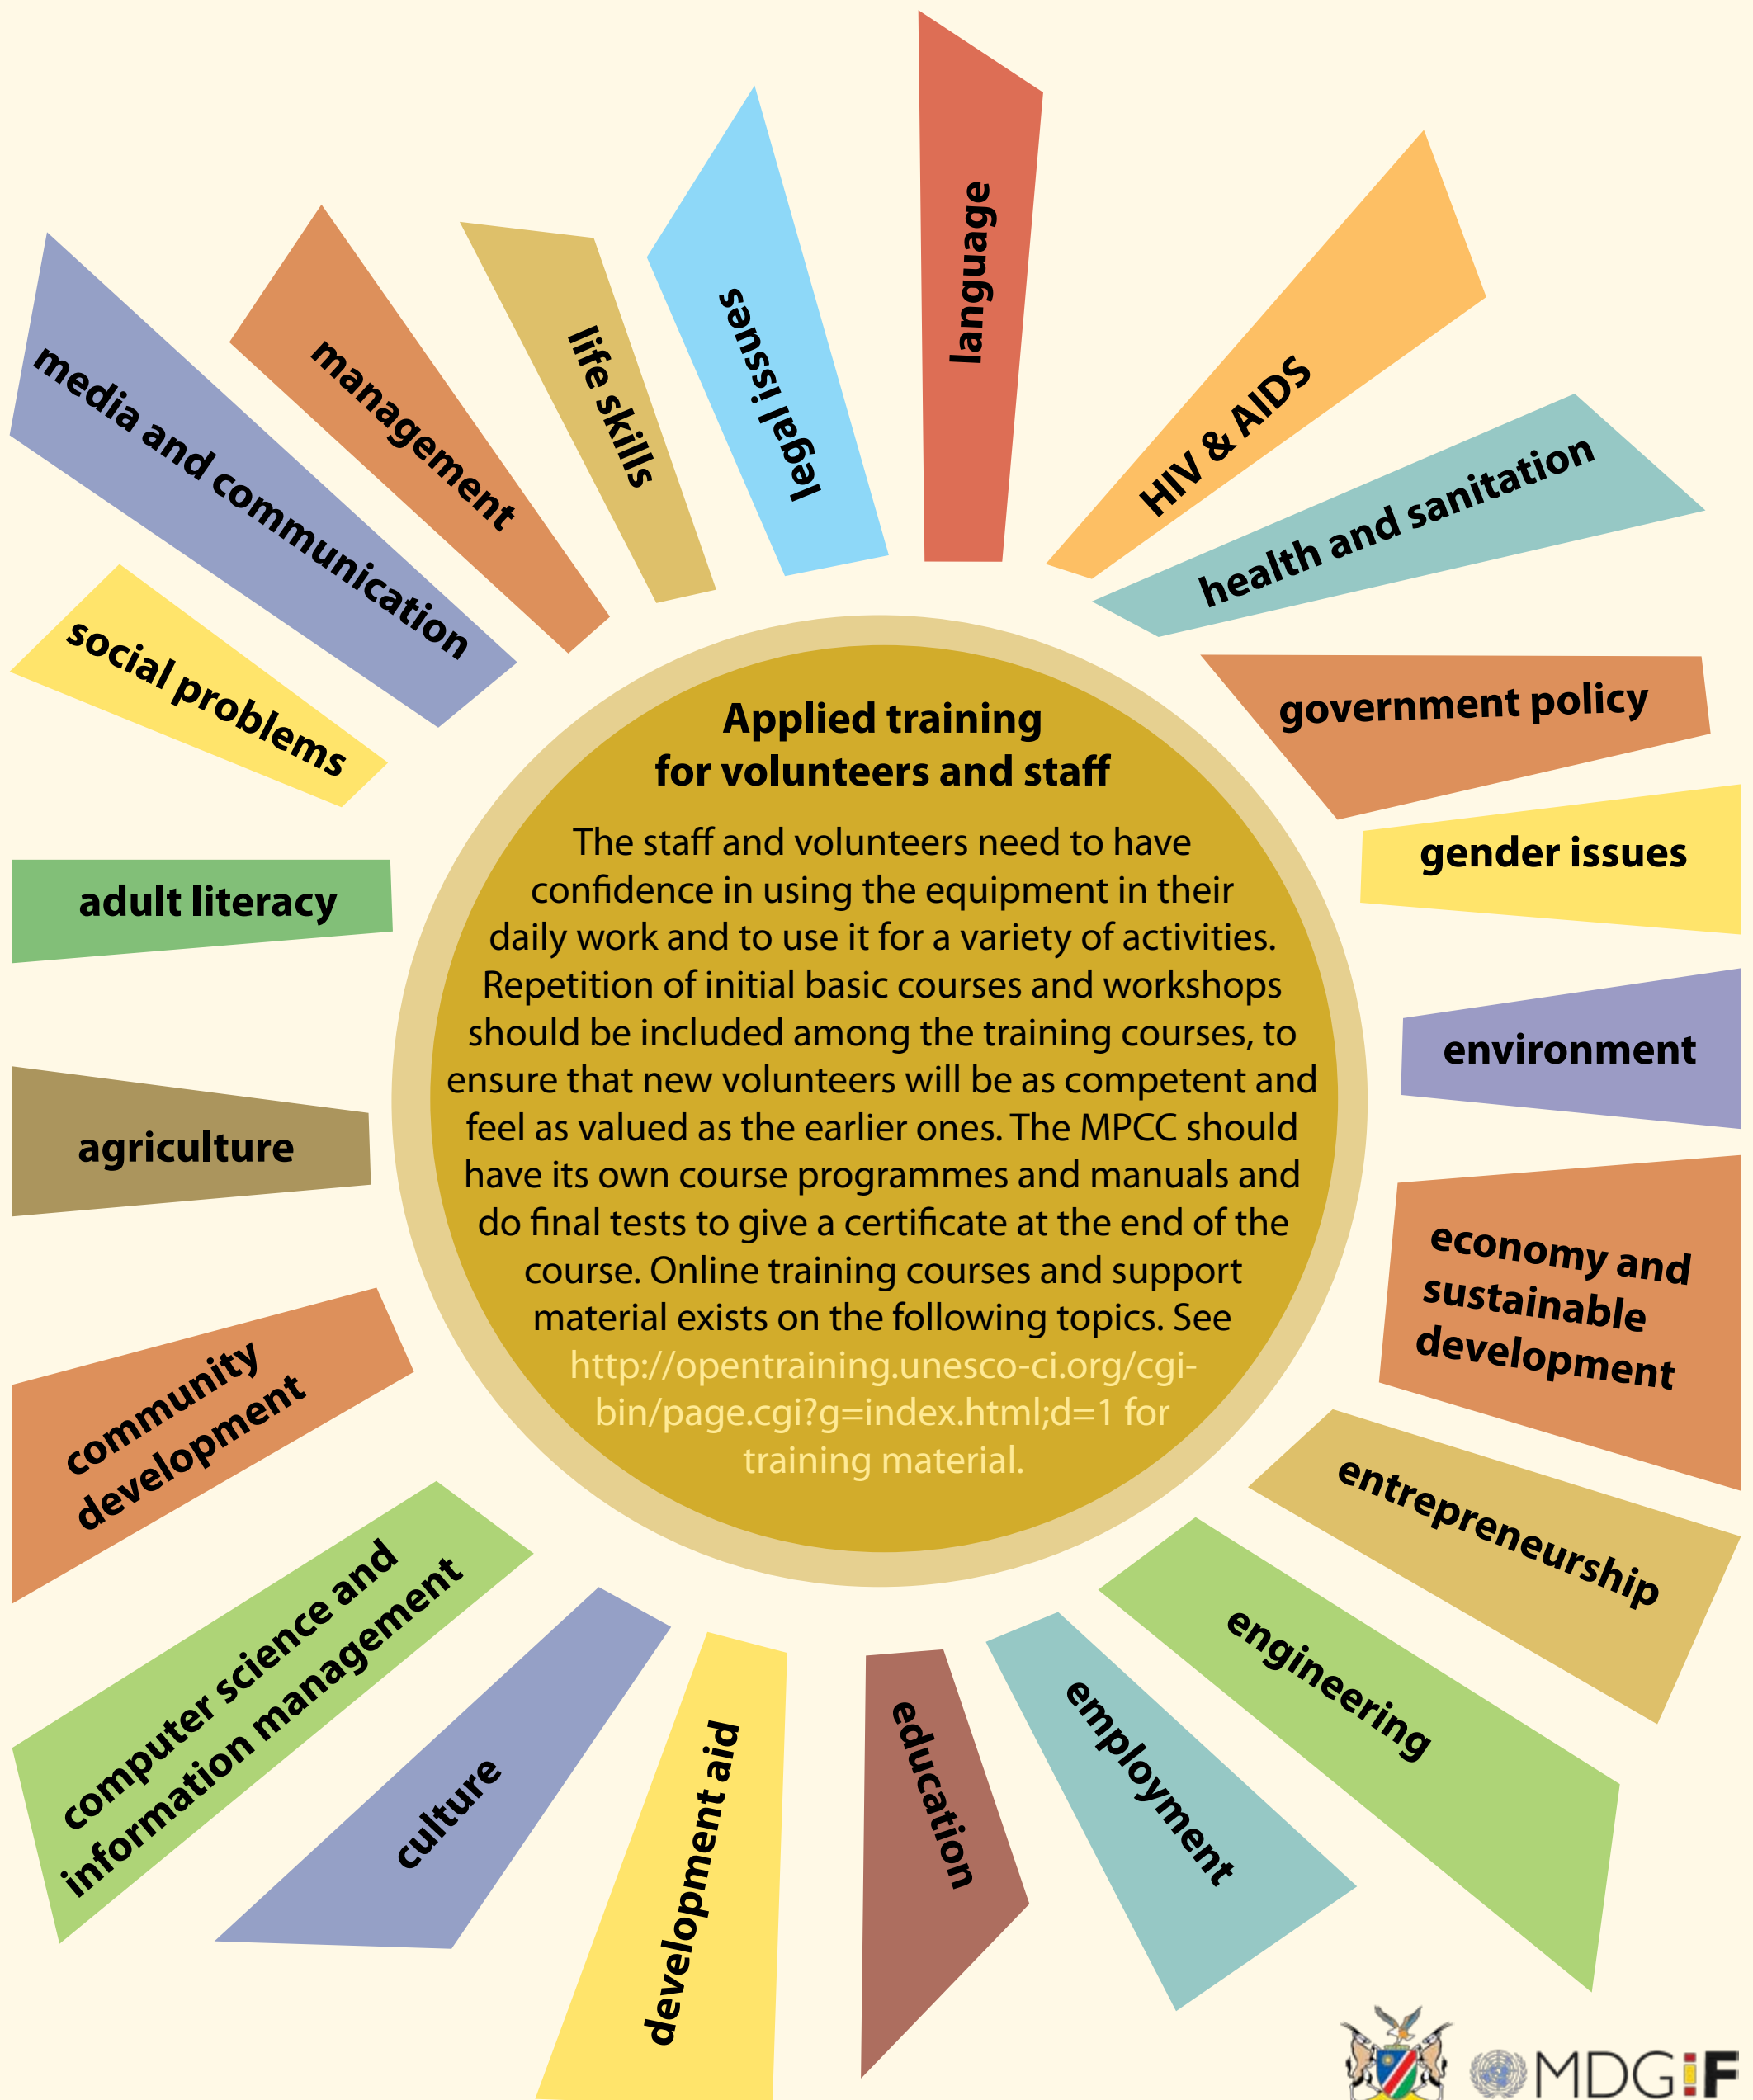 language
HIV & AIDS
health and sanitation
government policy
gender issues
environment
economy and
sustainable
development
entrepreneurship
engineering
employment
education
development aid
culture
computer science and
information management
community
development
agriculture
adult literacy
social problems
media and communication
management
life skills
legal issues
Applied training
for volunteers and staff
The staff and volunteers need to have
confidence in using the equipment in their
daily work and to use it for a variety of activities.
Repetition of initial basic courses and workshops
should be included among the training courses, to
ensure that new volunteers will be as competent and
feel as valued as the earlier ones. The MPCC should
have its own course programmes and manuals and
do final tests to give a certificate at the end of the
course. Online training courses and support
material exists on the following topics. See
http://opentraining.unesco-ci.org/cgi-
bin/page.cgi?g=index.html;d=1 for
training material.
MDGiF